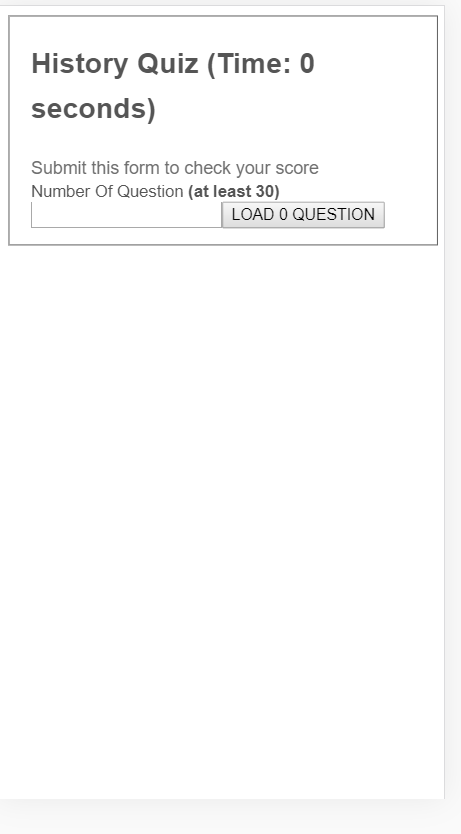 History Quiz (Time: 0
seconds)
Submit this form to check your score
Number Of Question (at least 30)
LOAD 0 QUESTION